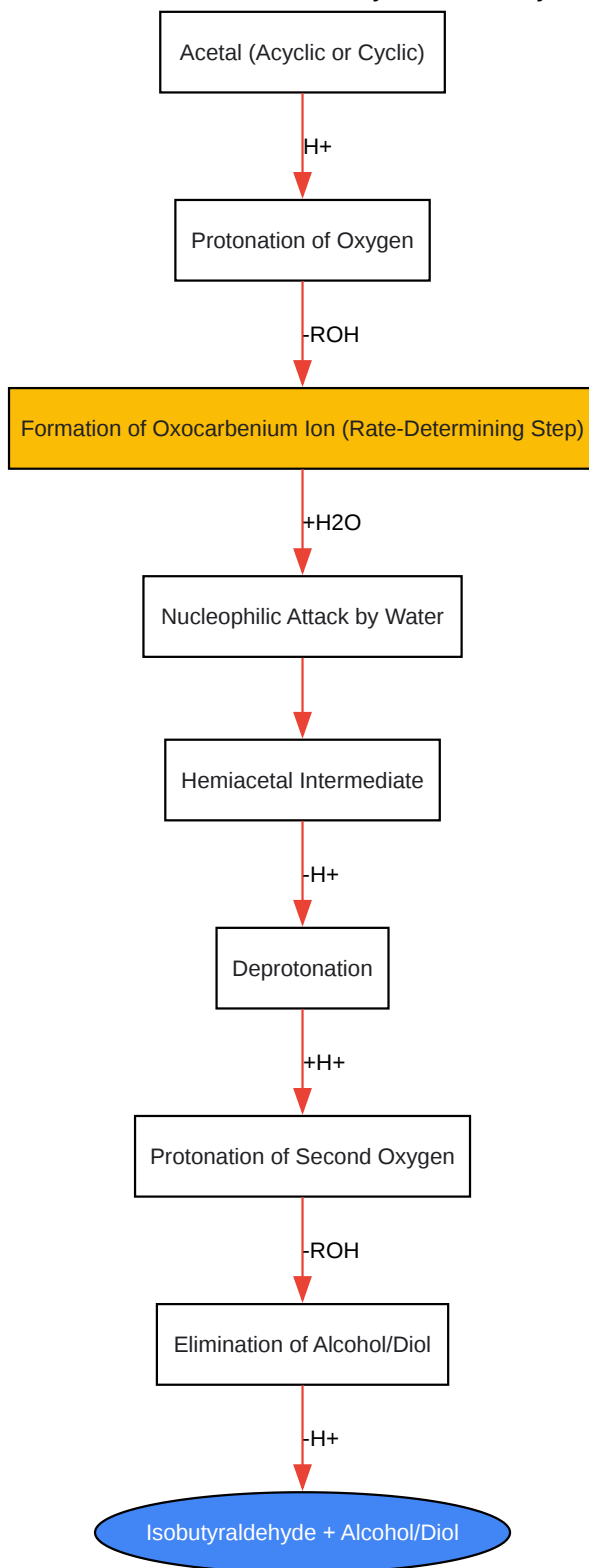 Acetal (Acyclic or Cyclic)
H+
Protonation of Oxygen
-ROH
Formation of Oxocarbenium Ion (Rate-Determining Step)
+H2O
Nucleophilic Attack by Water
Hemiacetal Intermediate
-H+
Deprotonation
+H+
Protonation of Second Oxygen
-ROH
Elimination of Alcohol/Diol
-H+
Isobutyraldehyde + Alcohol/Diol